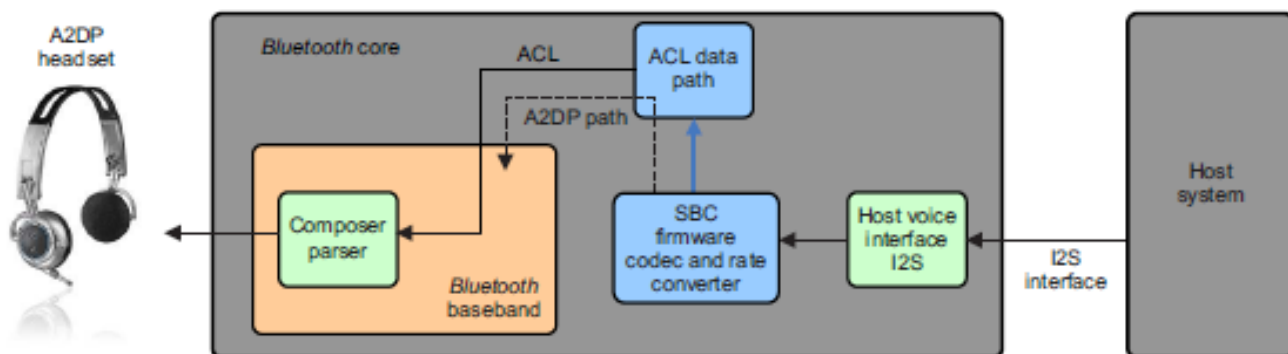 A2DP
headset
Bluetooth core
ACL
ACL data
path
A2DP path
Composer
parser
Bluetooth
baseband
SBC
firmware
codec and rate
converter
Host voice
interface
I2S
I2S
interface
Host
system